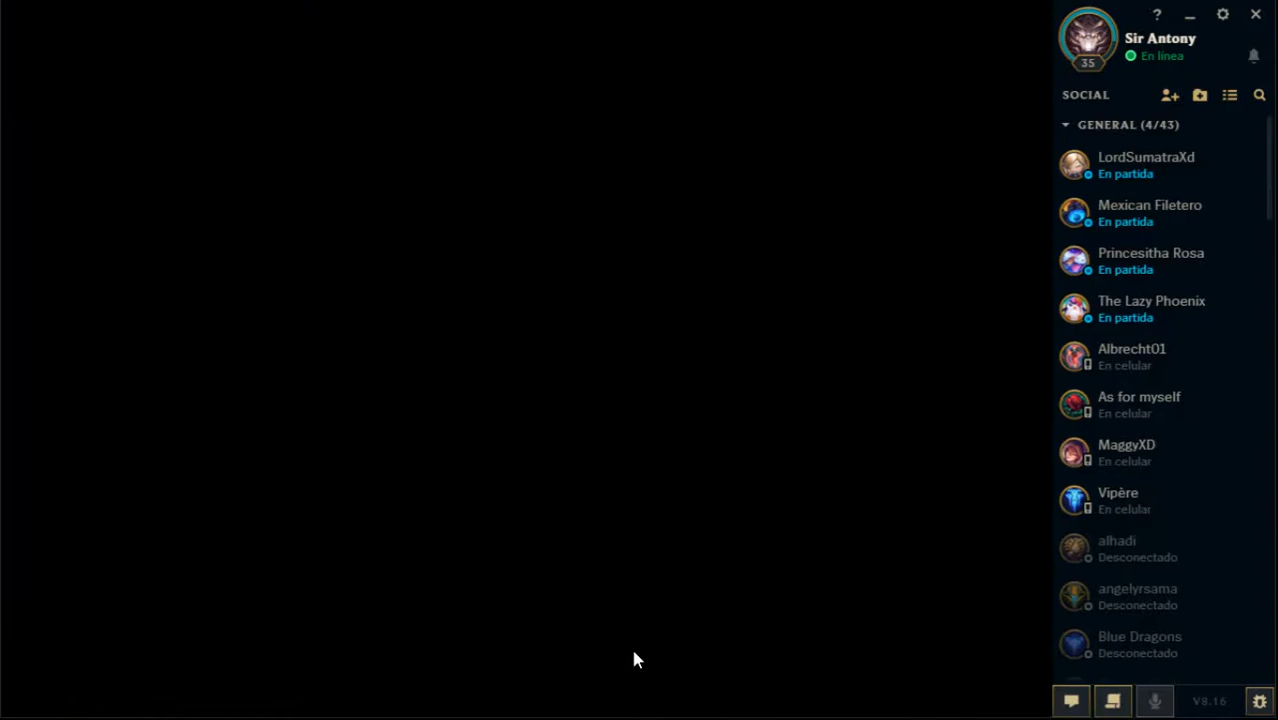 ?
Sir Antony
En línea
35
SOCIAL
GENERAL (4/43)
LordSumatraXd
En partida
Mexican Filetero
En partida
Princesitha Rosa
En partida
The Lazy Phoenix
En partida
Albrecht01
En celular
As for myself
En celular
MaggyXD
En celular
Vipère
En celular
alhadi
Desconectado
angelyrsama
Desconectado
Blue Dragons
Desconectado
V8.16